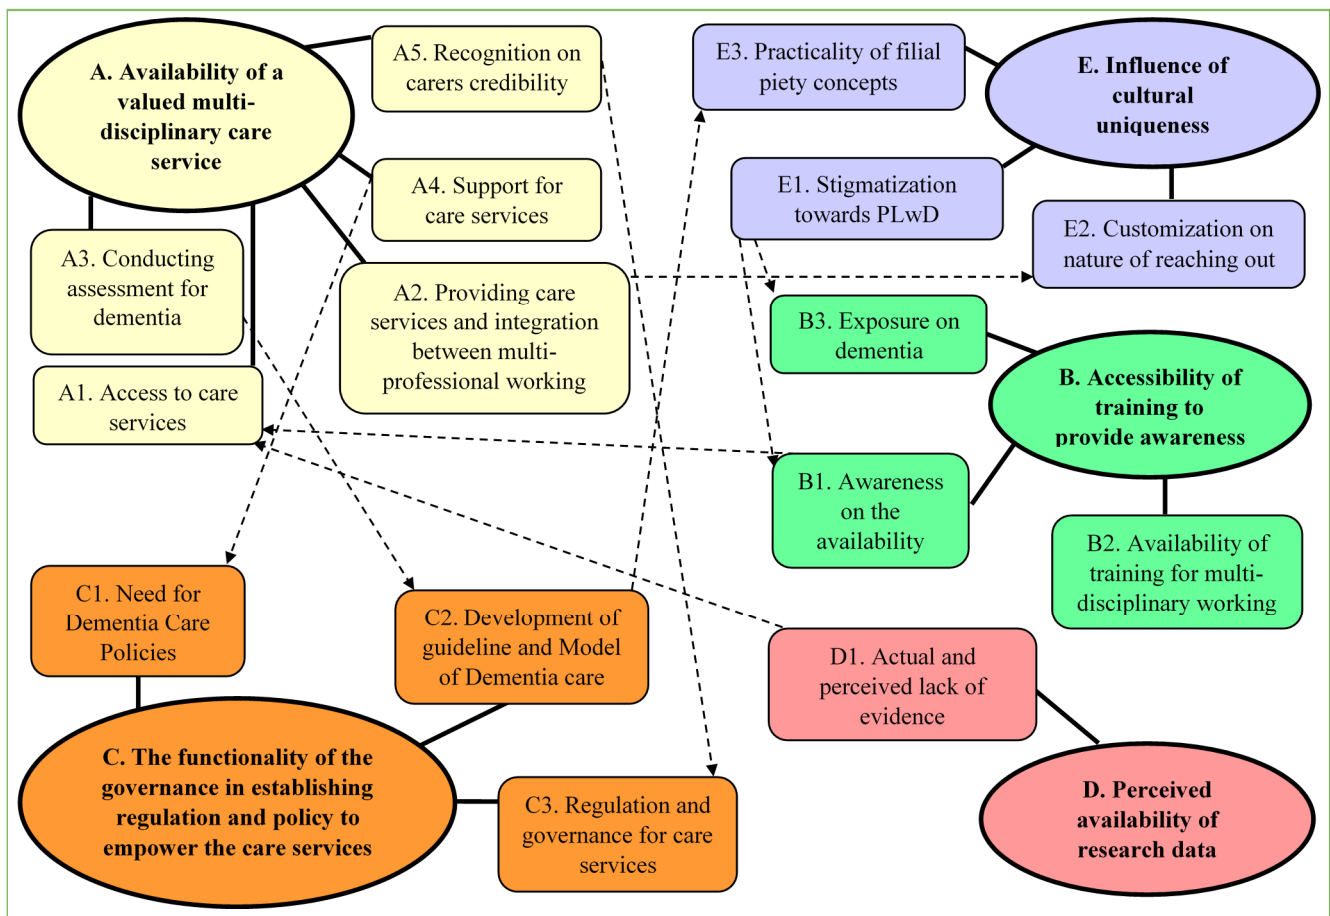 A. Availability of a
valued multi-
disciplinary care
service
A5. Recognition on
carers credibility
A4. Support for
care services
A3. Conducting
assessment for
dementia
A2. Providing care
services and integration
between multi-
professional working
A1. Access to care
services
E3. Practicality of filial
piety concepts
E. Influence of
cultural
uniqueness
E1. Stigmatization
towards PLwD
E2. Customization on
nature of reaching out
B3. Exposure on
dementia
B. Accessibility of
training to
provide awareness
B1. Awareness
on the
availability
B2. Availability of
training for multi-
disciplinary working
C1. Need for
Dementia Care
Policies
C2. Development of
guideline and Model
of Dementia care
C. The functionality of the
governance in establishing
regulation and policy to
empower the care services
C3. Regulation and
governance for care
services
D1. Actual and
perceived lack of
evidence
D. Perceived
availability of
research data